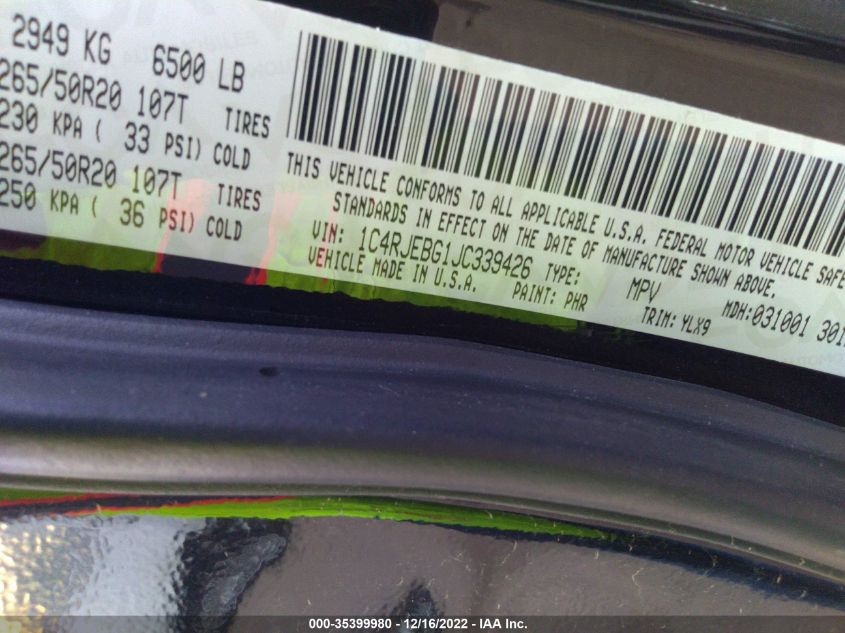 2949 KG 6500 LB
265/50R20 107T TIRES
230 KPA ( 33 PSI) COLD
265/50R20 107T TIRES
250 KPA ( 36 PSI) COLD
THIS VEHICLE CONFORMS TO ALL APPLICABLE U.S.A. FEDERAL MOTOR VEHICLE SAFE
STANDARDS IN EFFECT ON THE DATE OF MANUFACTURE SHOWN ABOVE.
VIN: 1C4RJEBG1JC339426 TYPE: MPV MDH:031001 301
VEHICLE MADE IN U.S.A. PAINT: PHR TRIM: YLX9
000-35399980 - 12/16/2022 - IAA Inc.